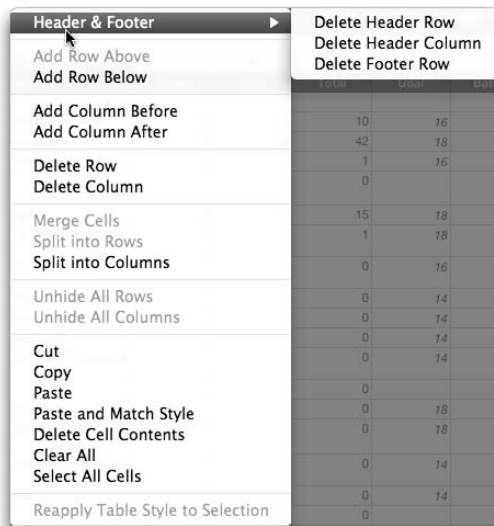 Header & Footer
Delete Header Row
Delete Header Column
Delete Footer Row
Add Row Above
Add Row Below
Total Goal Bat
Add Column Before
Add Column After
10 16
42 18
1 16
Delete Row
Delete Column
0
Merge Cells
15 18
Split into Rows
1 18
Split into Columns
0 16
Unhide All Rows
0 14
Unhide All Columns
0 14
0 14
Cut
0 14
Copy
Paste
0
Paste and Match Style
0 18
Delete Cell Contents
0 18
Clear All
Select All Cells
0 14
0 14
Reapply Table Style to Selection
0